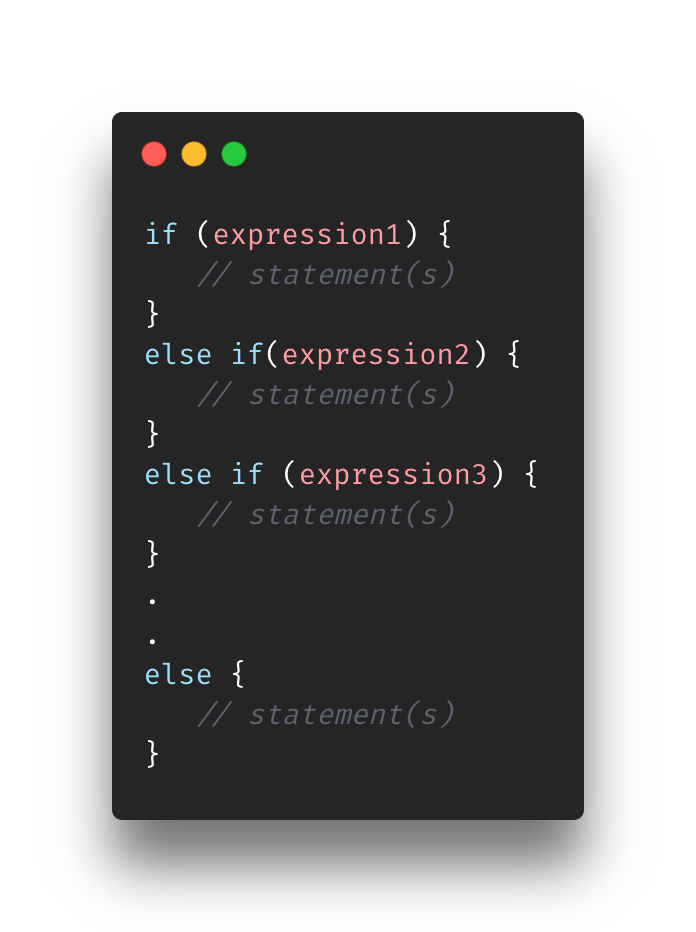 if (expression1) {
   // statement(s)
}
else if(expression2) {
   // statement(s)
}
else if (expression3) {
   // statement(s)
}
.
.
else {
   // statement(s)
}